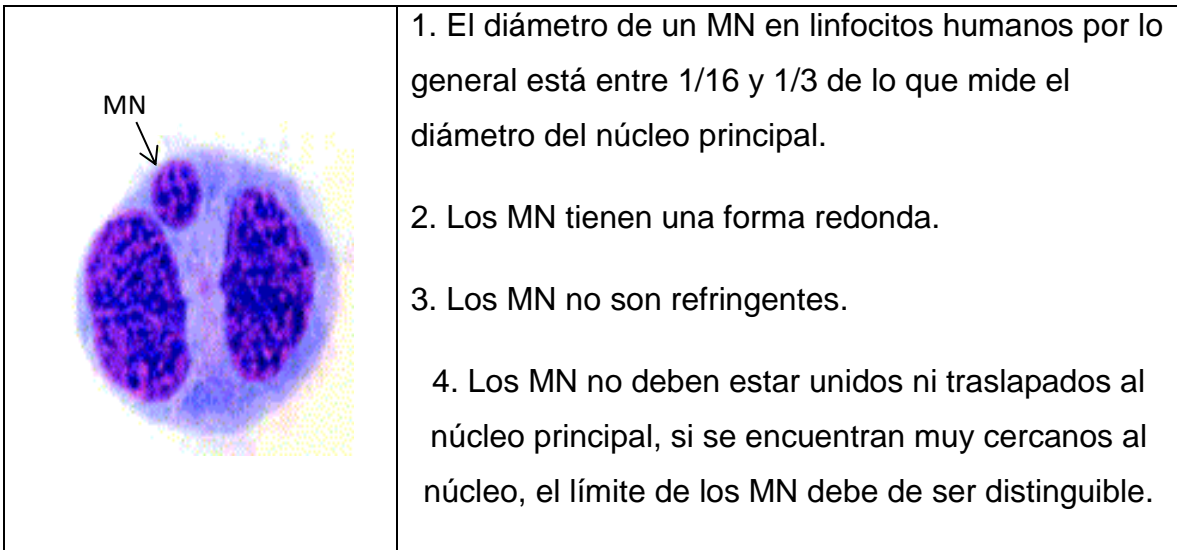 MN
1. El diámetro de un MN en linfocitos humanos por lo
general está entre 1/16 y 1/3 de lo que mide el
diámetro del núcleo principal.
2. Los MN tienen una forma redonda.
3. Los MN no son refringentes.
4. Los MN no deben estar unidos ni traslapados al
núcleo principal, si se encuentran muy cercanos al
núcleo, el límite de los MN debe de ser distinguible.